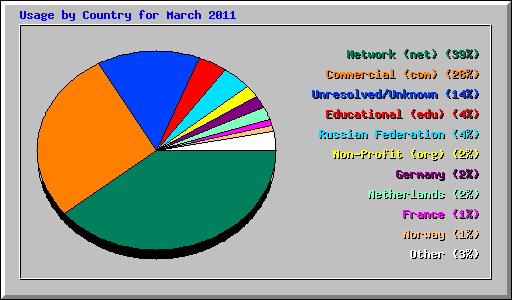 Usage by Country for March 2011
Network (net) (39%)
Commercial (com) (28%)
Unresolved/Unknown (14%)
Educational (edu) (4%)
Russian Federation (4%)
Non-Profit (org) (2%)
Germany (2%)
Netherlands (2%)
France (1%)
Norway (1%)
Other (3%)